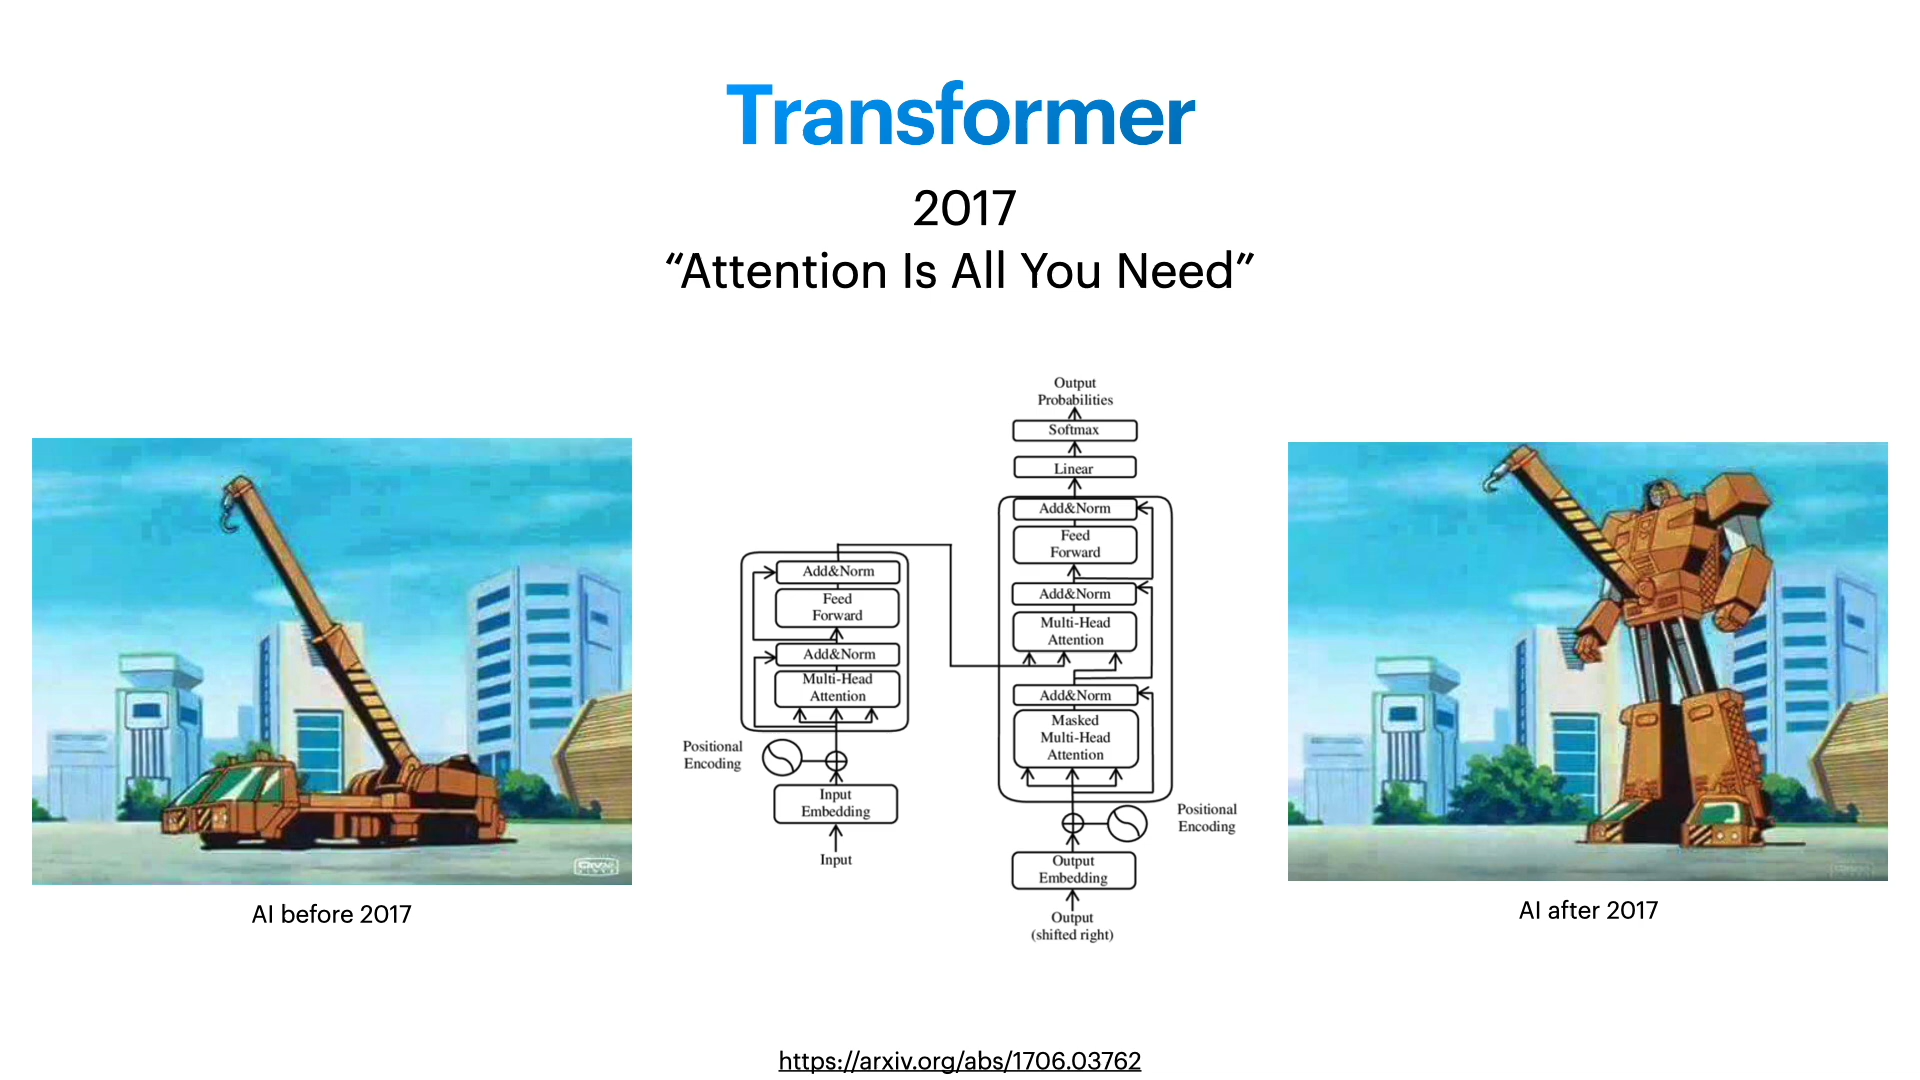 Transformer
2017
“Attention Is All You Need”
AI before 2017
Add&Norm
Feed
Forward
Add&Norm
Multi-Head
Attention
Positional
Encoding
Input
Embedding
Input
Output
Probabilities
Softmax
Linear
Add&Norm
Feed
Forward
Add&Norm
Multi-Head
Attention
Add&Norm
Masked
Multi-Head
Attention
Positional
Encoding
Output
Embedding
Output
(shifted right)
AI after 2017
https://arxiv.org/abs/1706.03762